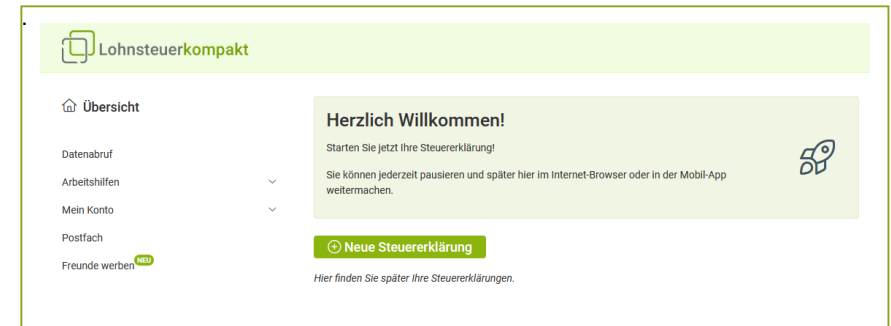 .
Lohnsteuerkompakt
Übersicht
Datenabruf
Arbeitshilfen
Mein Konto
Postfach
Freunde werben NEU
Herzlich Willkommen!
Starten Sie jetzt Ihre Steuererklärung!
Sie können jederzeit pausieren und später hier im Internet-Browser oder in der Mobil-App
weitermachen.
Neue Steuererklärung
Hier finden Sie später Ihre Steuererklärungen.